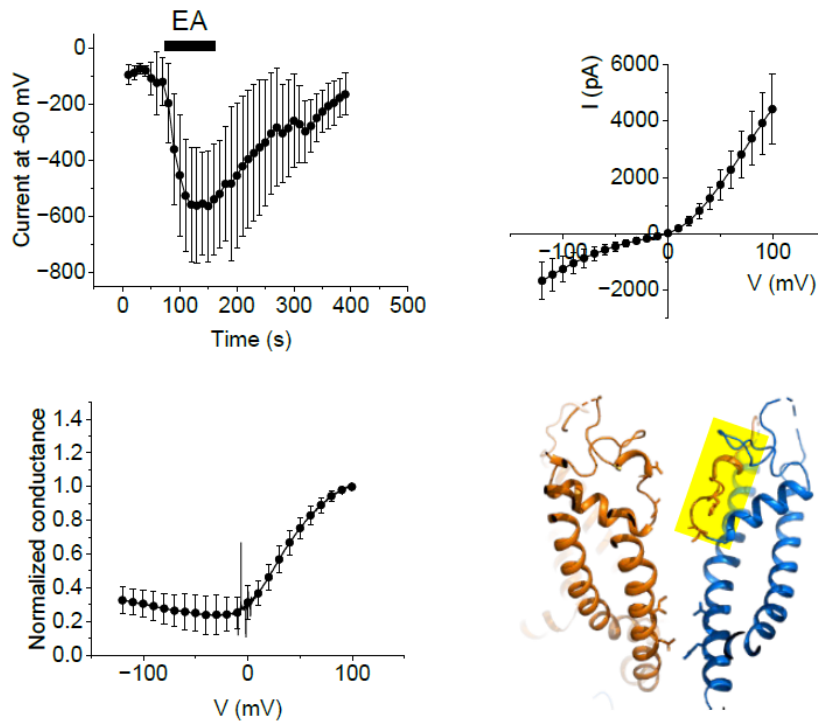 EA
0
−200
−400
−600
−800
Current at -60 mV
0 100 200 300 400 500
Time (s)
I (pA)
6000
4000
2000
0
−2000
−100 0 100
V (mV)
1.4
1.2
1.0
0.8
0.6
0.4
0.2
0.0
Normalized conductance
−100 0 100
V (mV)